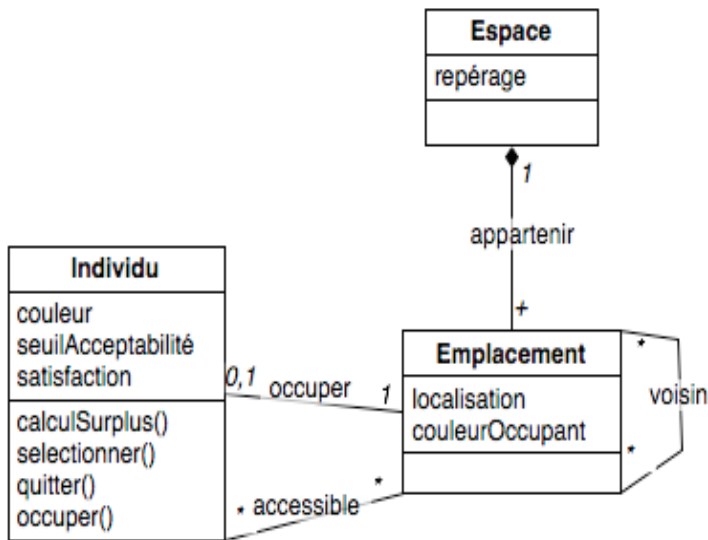 Espace
repérage
1
appartenir
+
Individu
couleur
seuilAcceptabilité
satisfaction
calculSurplus()
selectionner()
quitter()
occuper()
0,1 occuper 1
* accessible *
Emplacement
localisation
couleurOccupant
*
voisin
*